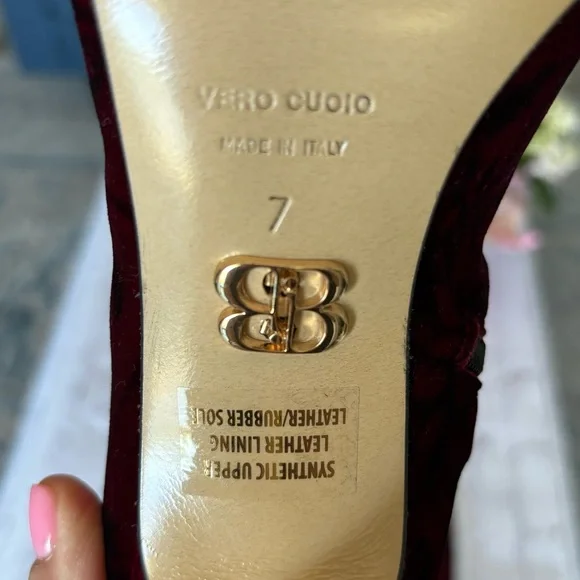 VERO CUOIO
MADE IN ITALY
7
SYNTHETIC UPPER
LEATHER LINING
LEATHER/RUBBER SOLE